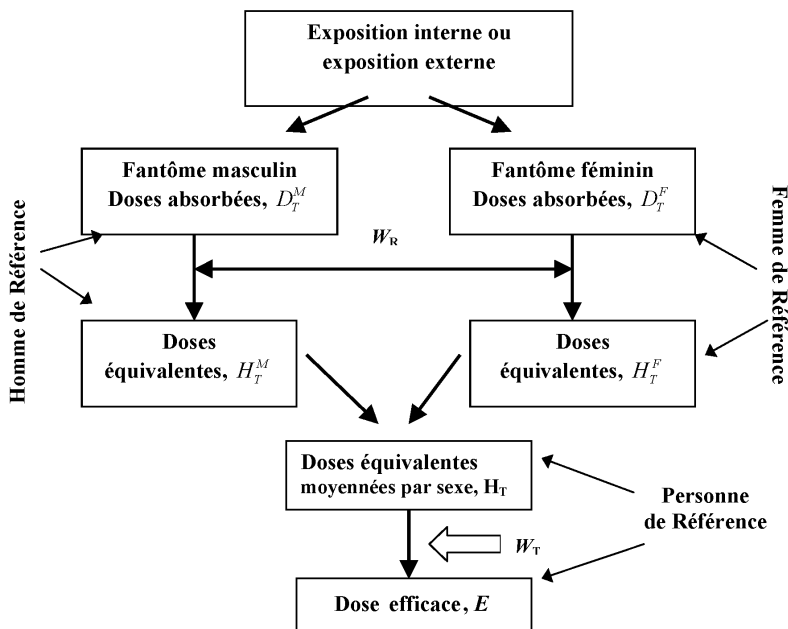 Exposition interne ou
exposition externe
Fantôme masculin
Doses absorbées, D_T^M
Fantôme féminin
Doses absorbées, D_T^F
W_R
Homme de Référence
Femme de Référence
Doses
équivalentes, H_T^M
Doses
équivalentes, H_T^F
Doses équivalentes
moyennées par sexe, H_T
Personne
de Référence
W_T
Dose efficace, E